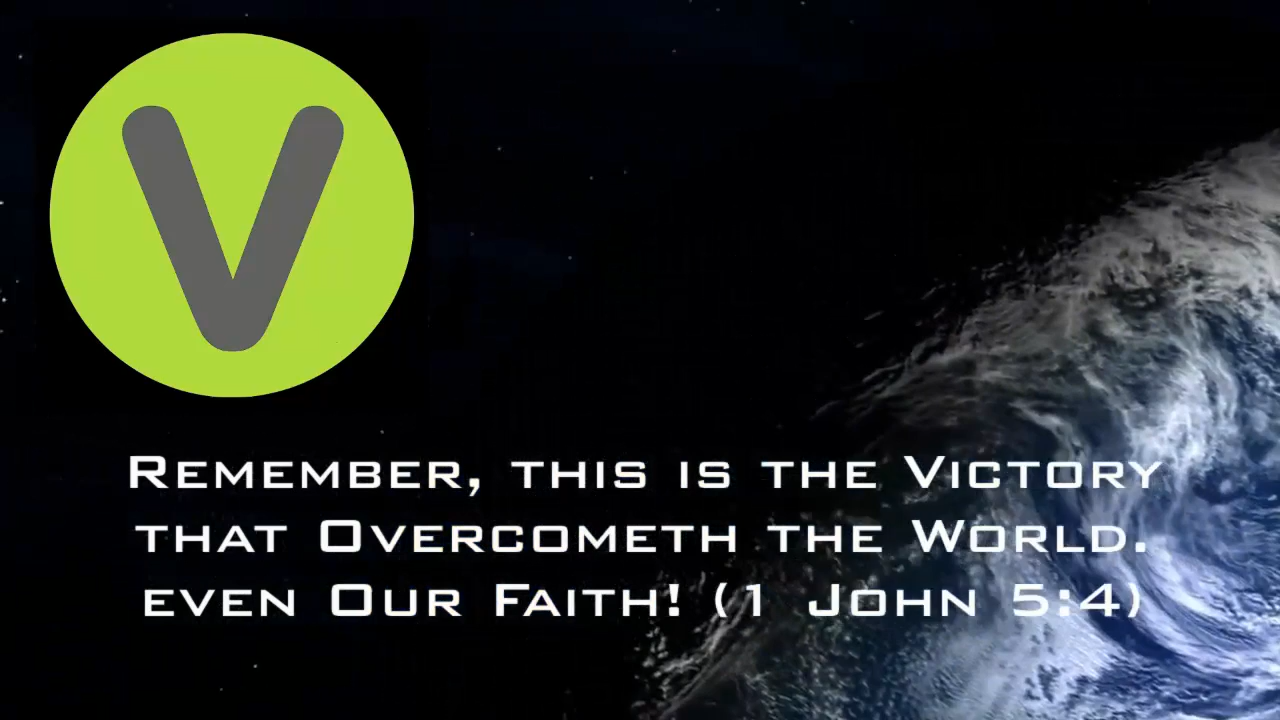 V
Remember, this is the Victory
that Overcometh the World.
even Our Faith! (1 John 5:4)